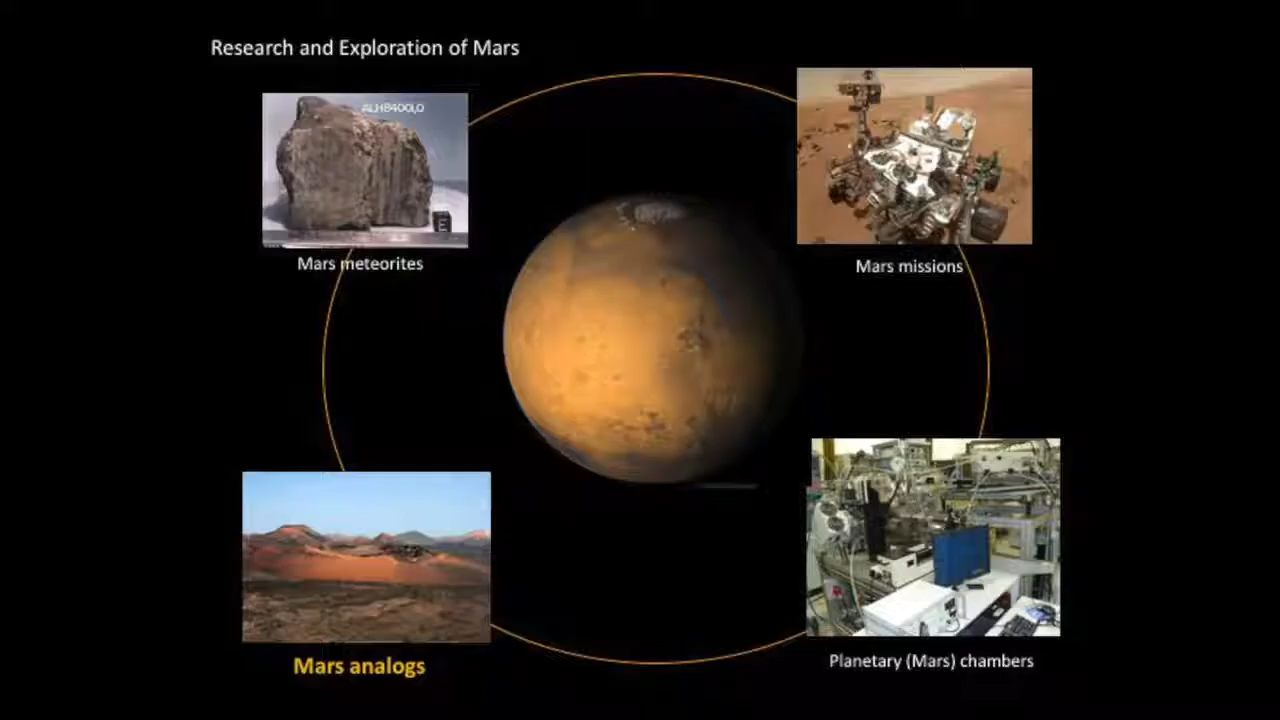 Research and Exploration of Mars
ALH84001,0
Mars meteorites
Mars missions
E
Mars analogs
Planetary (Mars) chambers